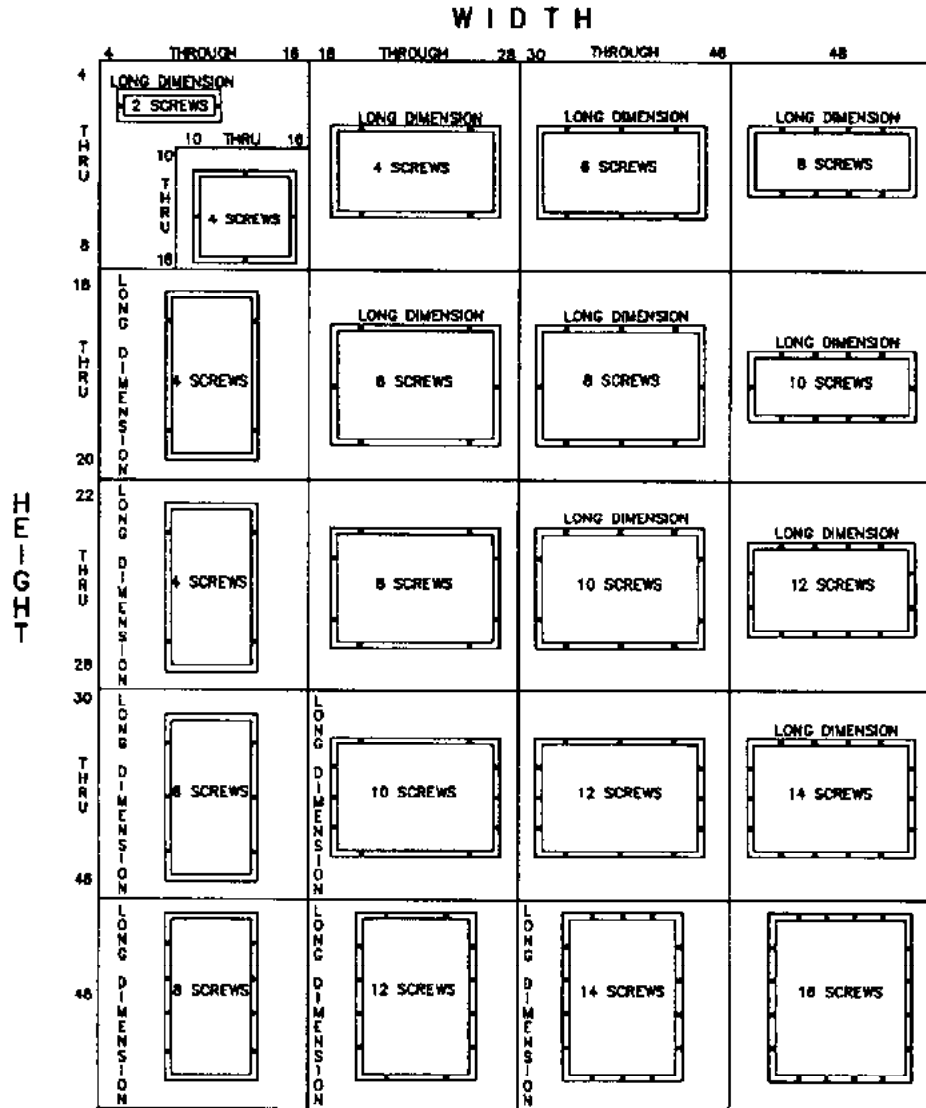 WIDTH
4 THROUGH 16 18 THROUGH 28 30 THROUGH 46 48
HEIGHT
4 THRU 8
LONG DIMENSION
2 SCREWS
10 THRU 16
10 THRU 16
4 SCREWS
LONG DIMENSION
4 SCREWS
LONG DIMENSION
6 SCREWS
LONG DIMENSION
8 SCREWS
18 THRU 20
LONG DIMENSION
4 SCREWS
LONG DIMENSION
6 SCREWS
LONG DIMENSION
8 SCREWS
LONG DIMENSION
10 SCREWS
22 THRU 28
LONG DIMENSION
4 SCREWS
8 SCREWS
LONG DIMENSION
10 SCREWS
LONG DIMENSION
12 SCREWS
30 THRU 46
LONG DIMENSION
6 SCREWS
LONG DIMENSION
10 SCREWS
12 SCREWS
LONG DIMENSION
14 SCREWS
48
LONG DIMENSION
8 SCREWS
LONG DIMENSION
12 SCREWS
LONG DIMENSION
14 SCREWS
16 SCREWS